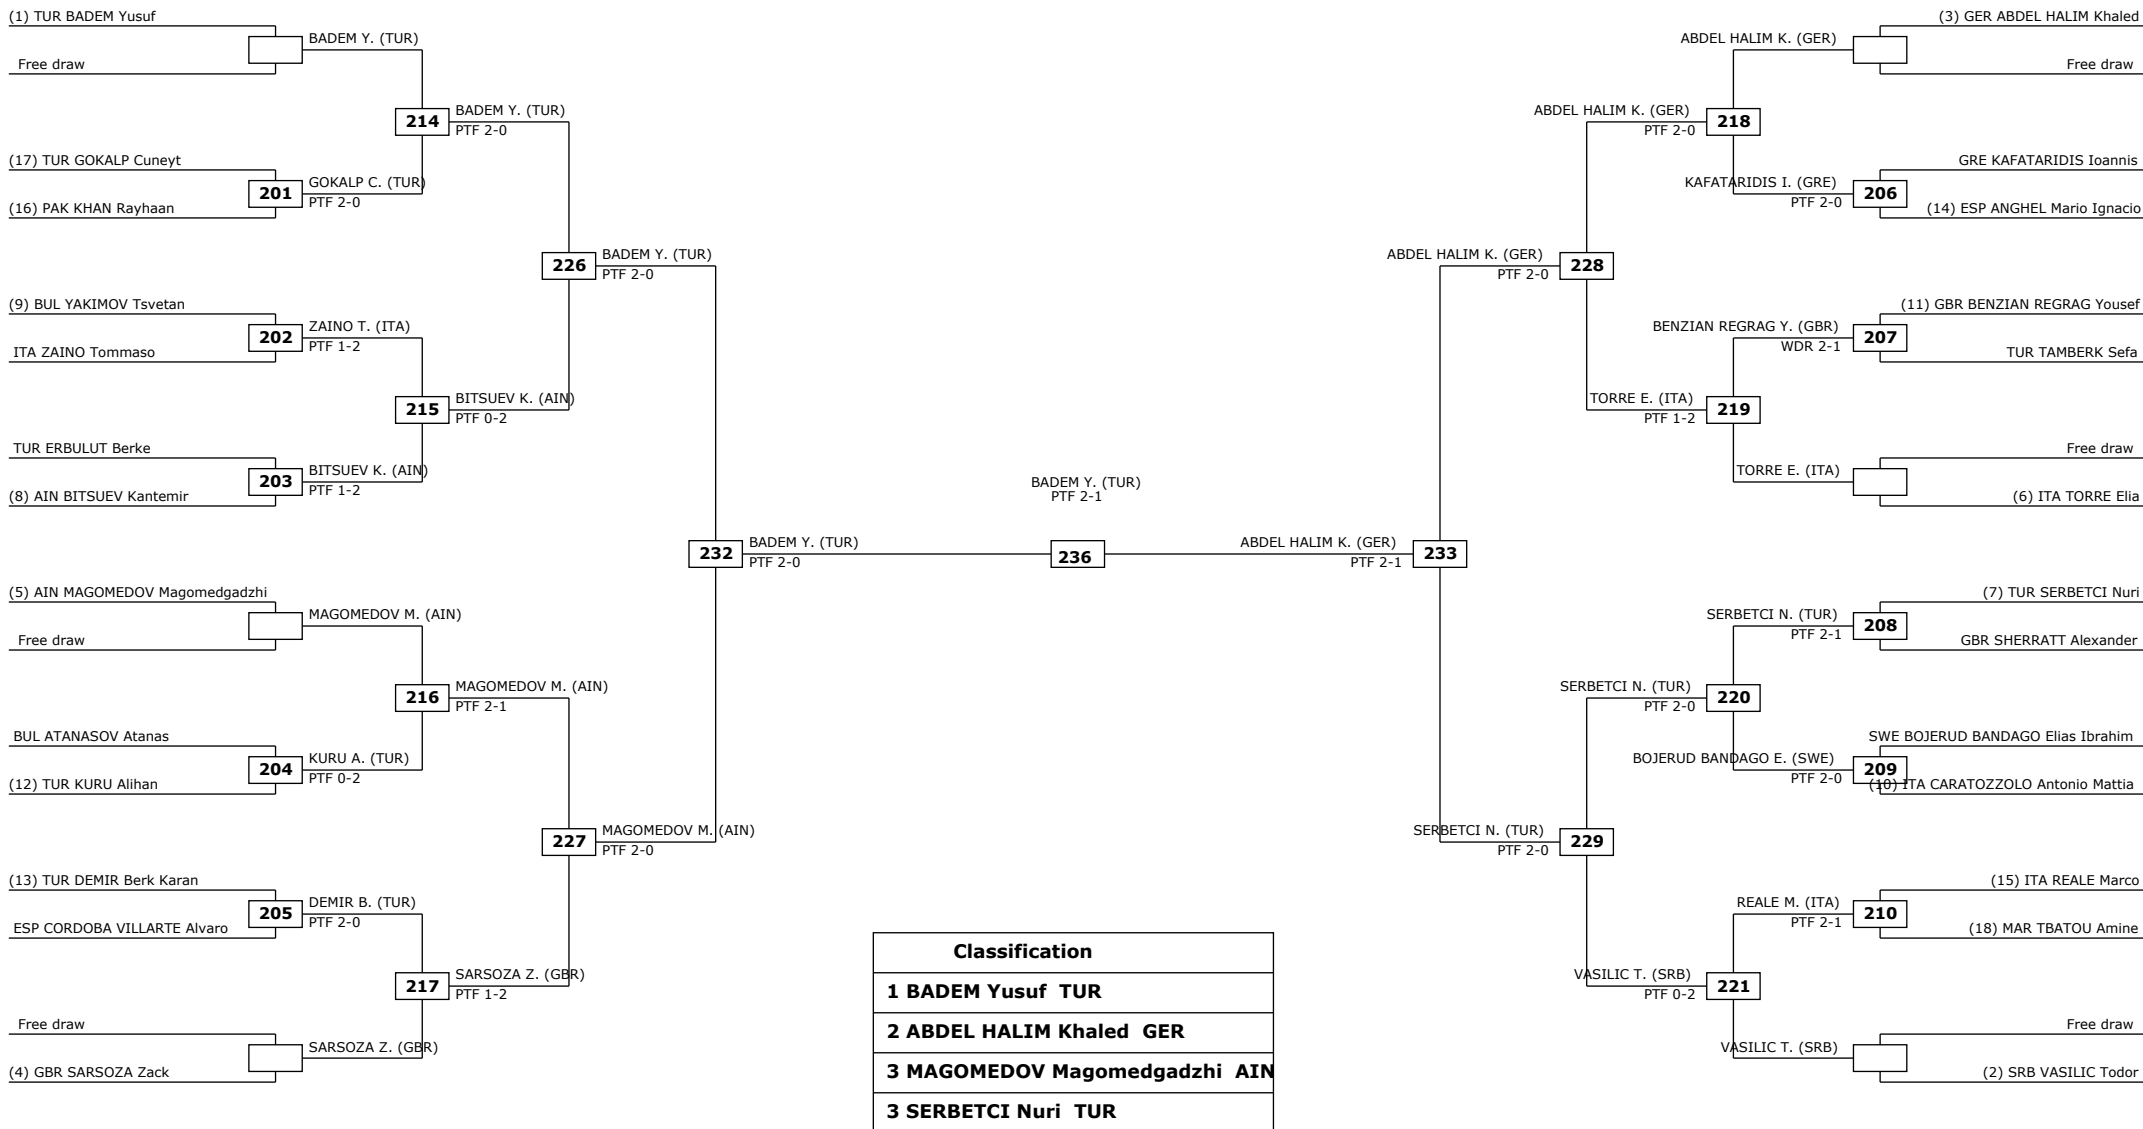 (1) TUR BADEM Yusuf
BADEM Y. (TUR)
Free draw
214
BADEM Y. (TUR)
PTF 2-0
(17) TUR GOKALP Cuneyt
201
GOKALP C. (TUR)
PTF 2-0
(16) PAK KHAN Rayhaan
226
BADEM Y. (TUR)
PTF 2-0
(9) BUL YAKIMOV Tsvetan
202
ZAINO T. (ITA)
PTF 1-2
ITA ZAINO Tommaso
215
BITSUEV K. (AIN)
PTF 0-2
TUR ERBULUT Berke
203
BITSUEV K. (AIN)
PTF 1-2
(8) AIN BITSUEV Kantemir
232
BADEM Y. (TUR)
PTF 2-0
(5) AIN MAGOMEDOV Magomedgadzhi
MAGOMEDOV M. (AIN)
Free draw
216
MAGOMEDOV M. (AIN)
PTF 2-1
BUL ATANASOV Atanas
204
KURU A. (TUR)
PTF 0-2
(12) TUR KURU Alihan
227
MAGOMEDOV M. (AIN)
PTF 2-0
(13) TUR DEMIR Berk Karan
205
DEMIR B. (TUR)
PTF 2-0
ESP CORDOBA VILLARTE Alvaro
217
SARSOZA Z. (GBR)
PTF 1-2
Free draw
SARSOZA Z. (GBR)
(4) GBR SARSOZA Zack
BADEM Y. (TUR)
PTF 2-1
236
(3) GER ABDEL HALIM Khaled
ABDEL HALIM K. (GER)
Free draw
ABDEL HALIM K. (GER)
PTF 2-0
218
GRE KAFATARIDIS Ioannis
KAFATARIDIS I. (GRE)
PTF 2-0
206
(14) ESP ANGHEL Mario Ignacio
ABDEL HALIM K. (GER)
PTF 2-0
228
(11) GBR BENZIAN REGRAG Yousef
BENZIAN REGRAG Y. (GBR)
WDR 2-1
207
TUR TAMBERK Sefa
TORRE E. (ITA)
PTF 1-2
219
Free draw
TORRE E. (ITA)
(6) ITA TORRE Elia
ABDEL HALIM K. (GER)
PTF 2-1
233
(7) TUR SERBETCI Nuri
SERBETCI N. (TUR)
PTF 2-1
208
GBR SHERRATT Alexander
SERBETCI N. (TUR)
PTF 2-0
220
SWE BOJERUD BANDAGO Elias Ibrahim
BOJERUD BANDAGO E. (SWE)
PTF 2-0
209
(10) ITA CARATOZZOLO Antonio Mattia
SERBETCI N. (TUR)
PTF 2-0
229
(15) ITA REALE Marco
REALE M. (ITA)
PTF 2-1
210
(18) MAR TBATOU Amine
VASILIC T. (SRB)
PTF 0-2
221
Free draw
VASILIC T. (SRB)
(2) SRB VASILIC Todor
Classification
1 BADEM Yusuf TUR
2 ABDEL HALIM Khaled GER
3 MAGOMEDOV Magomedgadzhi AIN
3 SERBETCI Nuri TUR